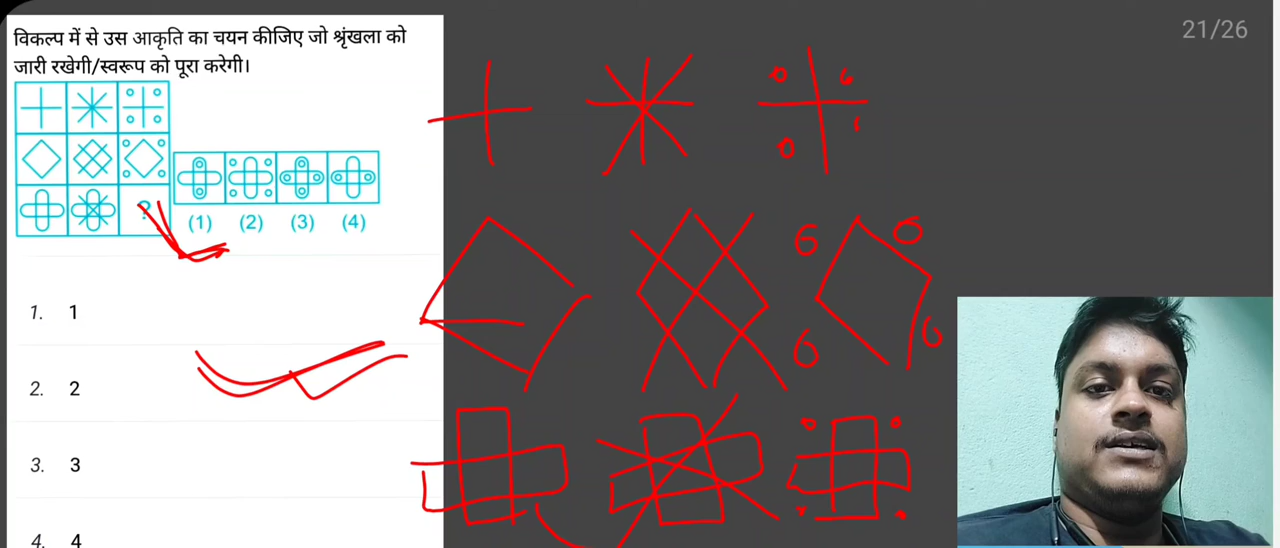 21/26
विकल्प में से उस आकृति का चयन कीजिए जो श्रृंखला को
जारी रखेगी/स्वरूप को पूरा करेगी।
?
(1) (2) (3) (4)
1. 1
2. 2
3. 3
4. 4